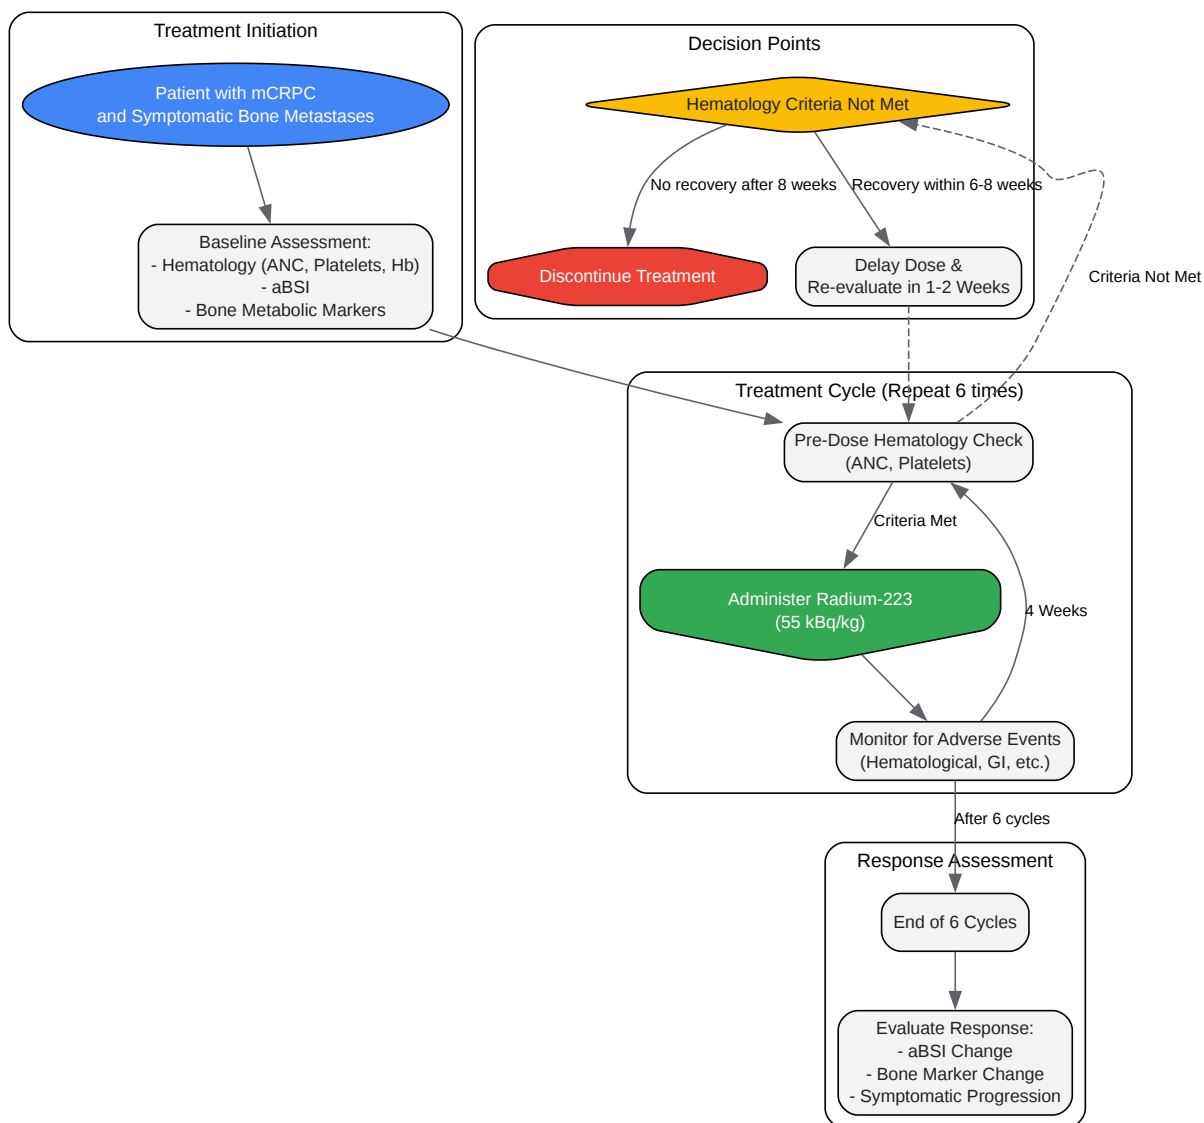 Treatment Initiation
Patient with mCRPC
and Symptomatic Bone Metastases
Baseline Assessment:
- Hematology (ANC, Platelets, Hb)
- aBSI
- Bone Metabolic Markers
Decision Points
Hematology Criteria Not Met
No recovery after 8 weeks
Recovery within 6-8 weeks
Discontinue Treatment
Delay Dose &
Re-evaluate in 1-2 Weeks
Criteria Not Met
Treatment Cycle (Repeat 6 times)
Pre-Dose Hematology Check
(ANC, Platelets)
Criteria Met
Administer Radium-223
(55 kBq/kg)
4 Weeks
Monitor for Adverse Events
(Hematological, GI, etc.)
After 6 cycles
Response Assessment
End of 6 Cycles
Evaluate Response:
- aBSI Change
- Bone Marker Change
- Symptomatic Progression